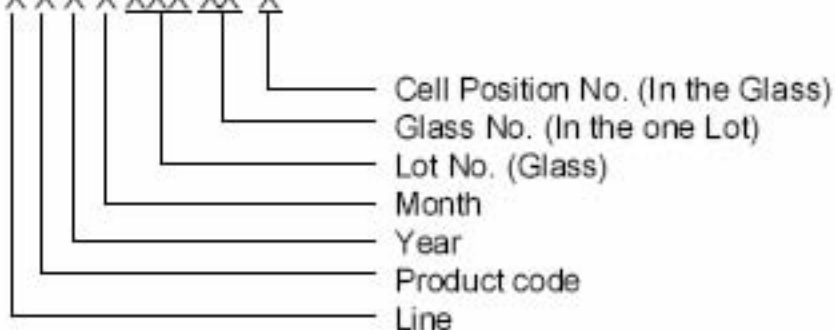 X X X X XXX XX X
Cell Position No. (In the Glass)
Glass No. (In the one Lot)
Lot No. (Glass)
Month
Year
Product code
Line